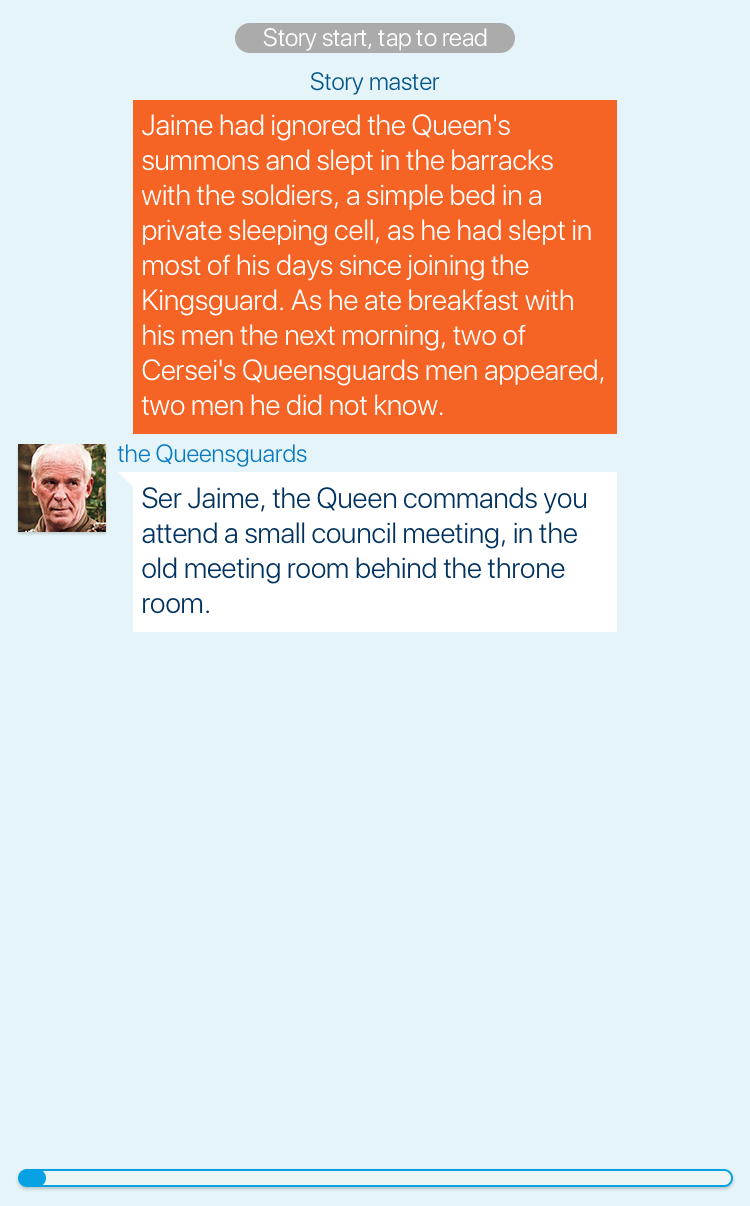 Story start, tap to read
Story master
Jaime had ignored the Queen's
summons and slept in the barracks
with the soldiers, a simple bed in a
private sleeping cell, as he had slept in
most of his days since joining the
Kingsguard. As he ate breakfast with
his men the next morning, two of
Cersei's Queensguards men appeared,
two men he did not know.
the Queensguards
Ser Jaime, the Queen commands you
attend a small council meeting, in the
old meeting room behind the throne
room.